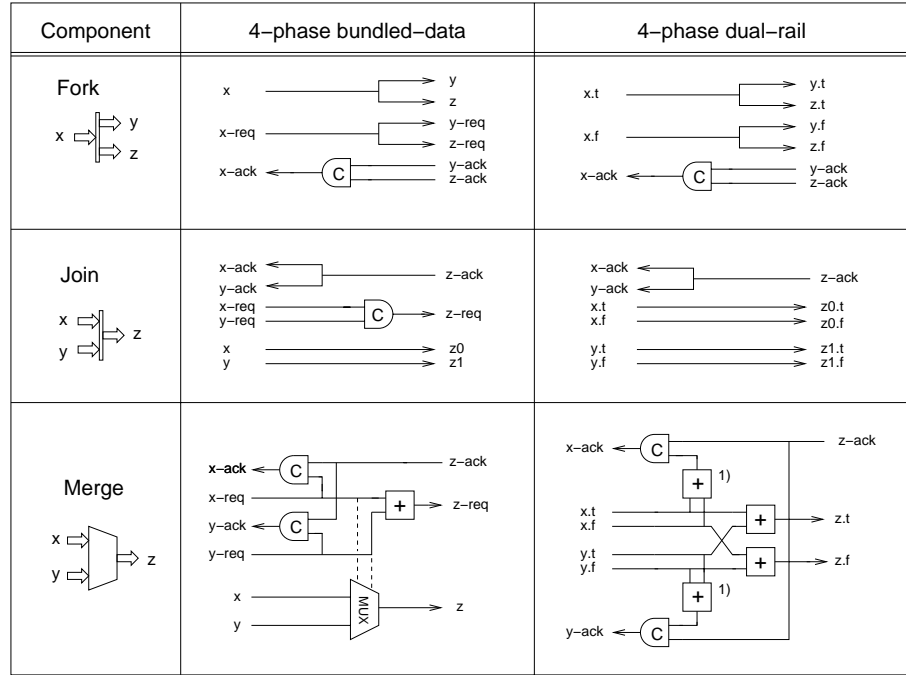 Component 4−phase bundled−data 4−phase dual−rail
Fork
x
y
z
x
y
z
x−req
y−req
z−req
x−ack
C
y−ack
z−ack
x.t
y.t
z.t
x.f
y.f
z.f
x−ack
C
y−ack
z−ack
Join
x
y
z
x−ack
y−ack
z−ack
x−req
y−req
C
z−req
x
y
z0
z1
x−ack
y−ack
z−ack
x.t
x.f
z0.t
z0.f
y.t
y.f
z1.t
z1.f
Merge
x
y
z
x−ack
C
z−ack
x−req
+
z−req
y−ack
C
y−req
x
y
MUX
z
x−ack
C
z−ack
+
1)
x.t
x.f
+
z.t
y.t
y.f
+
z.f
+
1)
y−ack
C